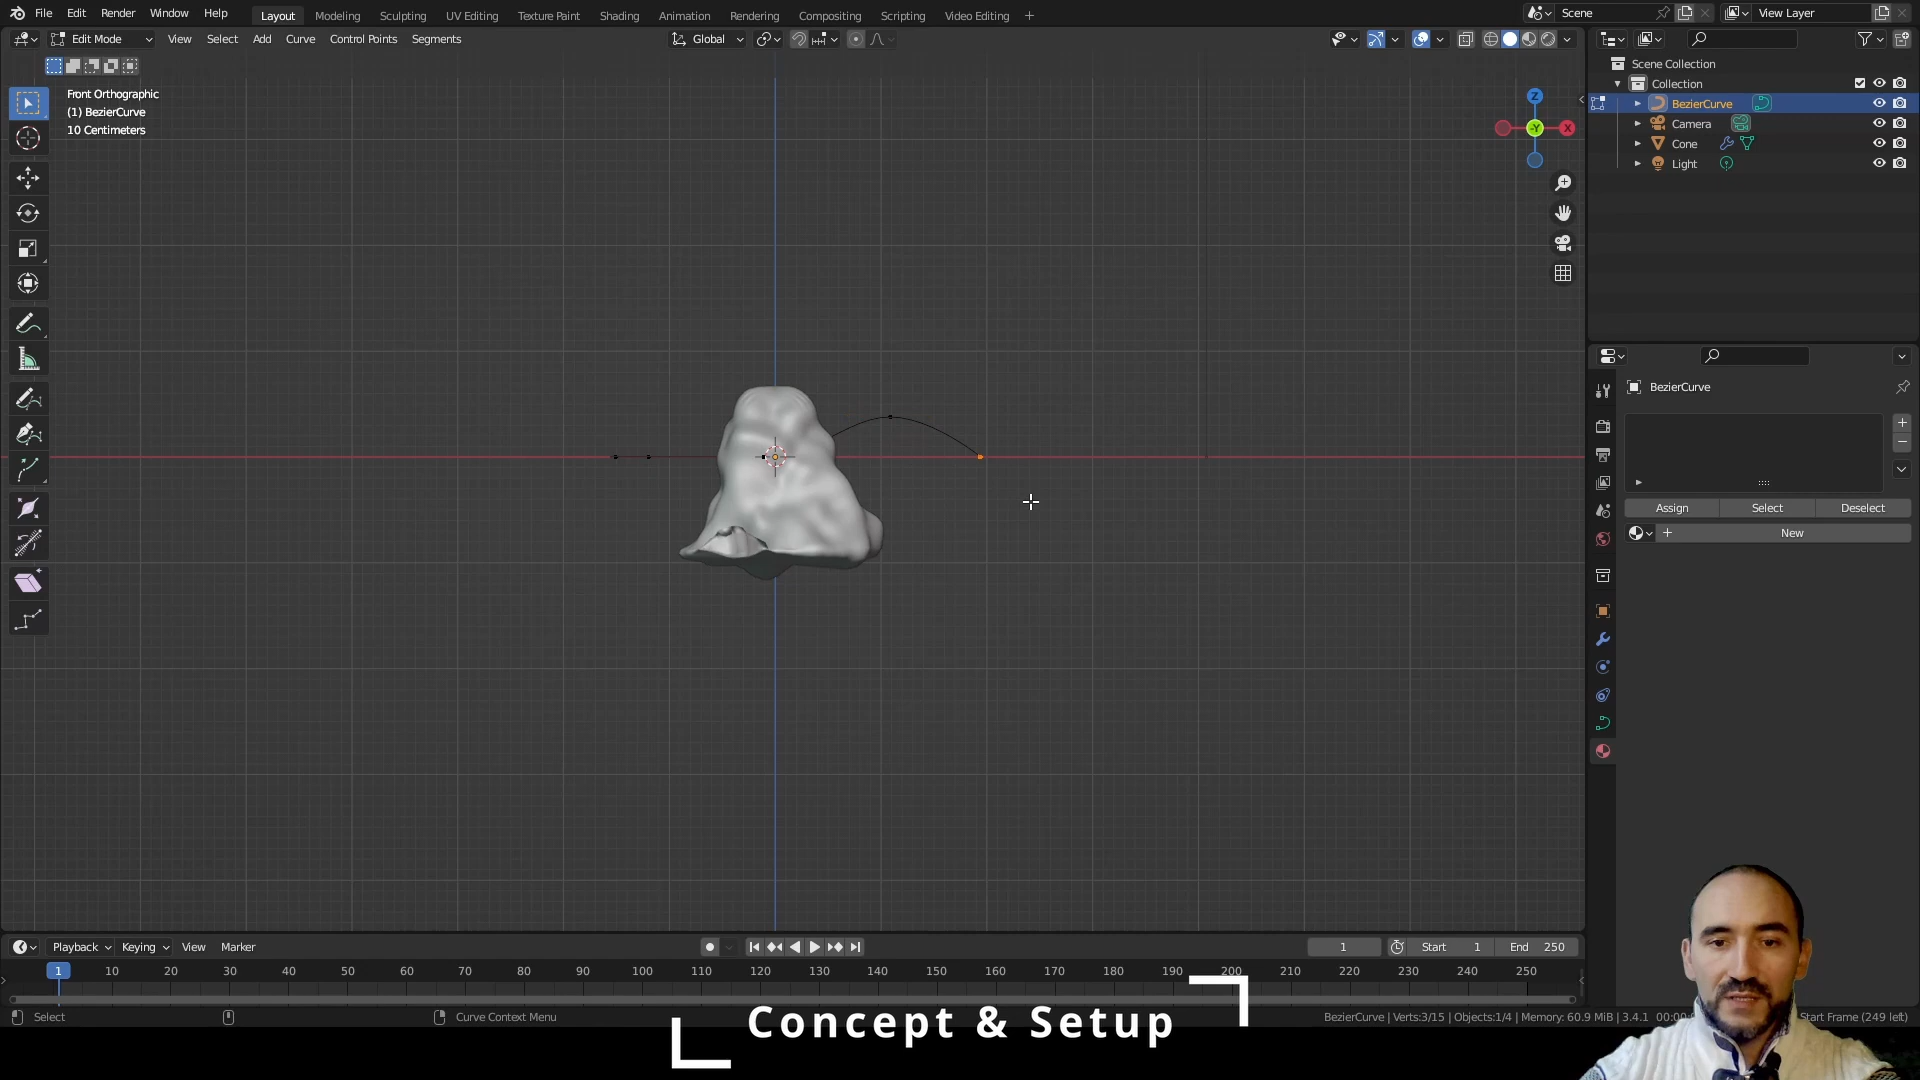 File Edit Render Window Help Layout Modeling Sculpting UV Editing Texture Paint Shading Animation Rendering Compositing Scripting Video Editing + Scene View Layer
Edit Mode View Select Add Curve Control Points Segments Global
Front Orthographic
(1) BezierCurve
10 Centimeters
Z
-Y X
Scene Collection
Collection
BezierCurve
Camera
Cone
Light
BezierCurve
Assign Select Deselect
New
Playback Keying View Marker 1 Start 1 End 250
1 10 20 30 40 50 60 70 80 90 100 110 120 130 140 150 160 170 180 190 200 210 220 230 240 250
Select Curve Context Menu BezierCurve | Verts:3/15 | Objects:1/4 | Memory: 60.9 MiB | 3.4.1 00:00: Start Frame (249 left)
Concept & Setup